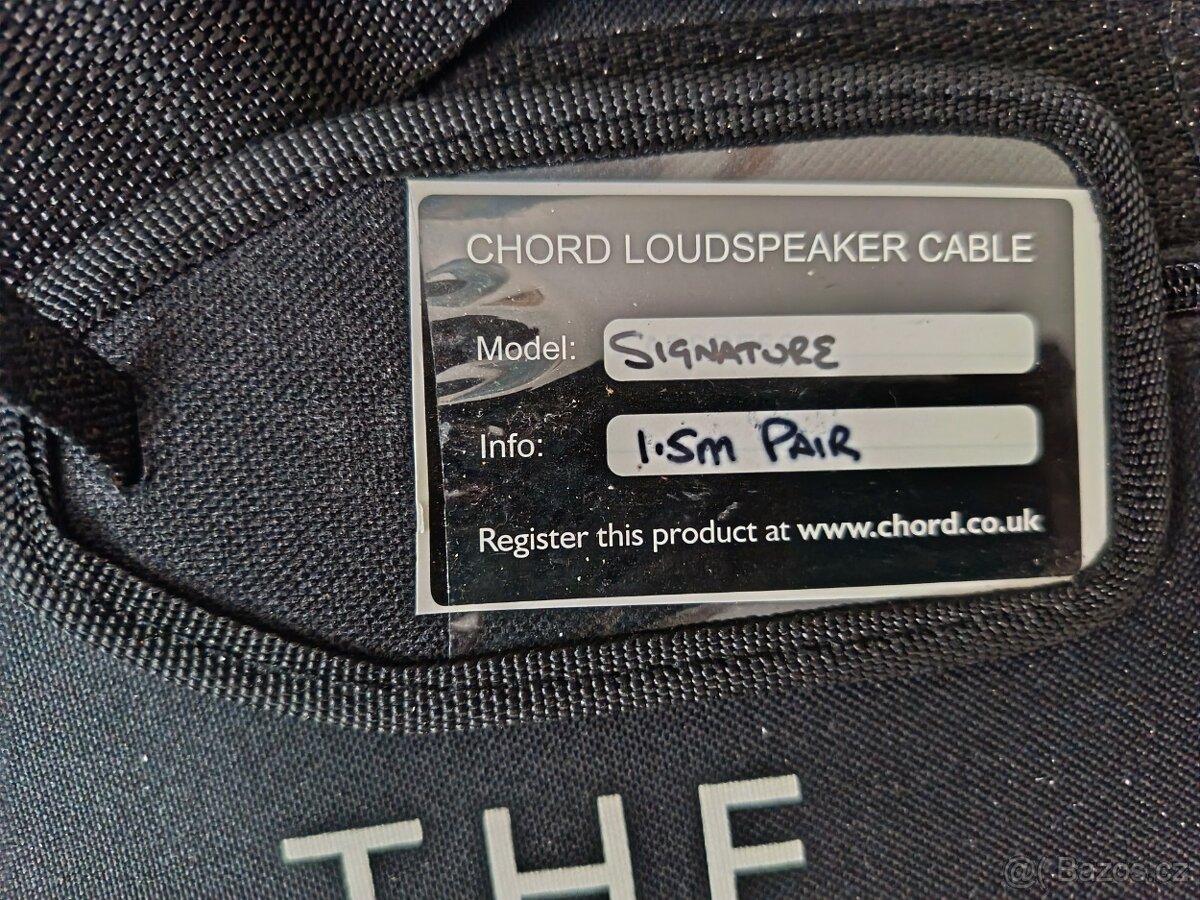 CHORD LOUDSPEAKER CABLE
Model: SIGNATURE
Info: 1.5m PAIR
Register this product at www.chord.co.uk
THE
@( Bazos.cz